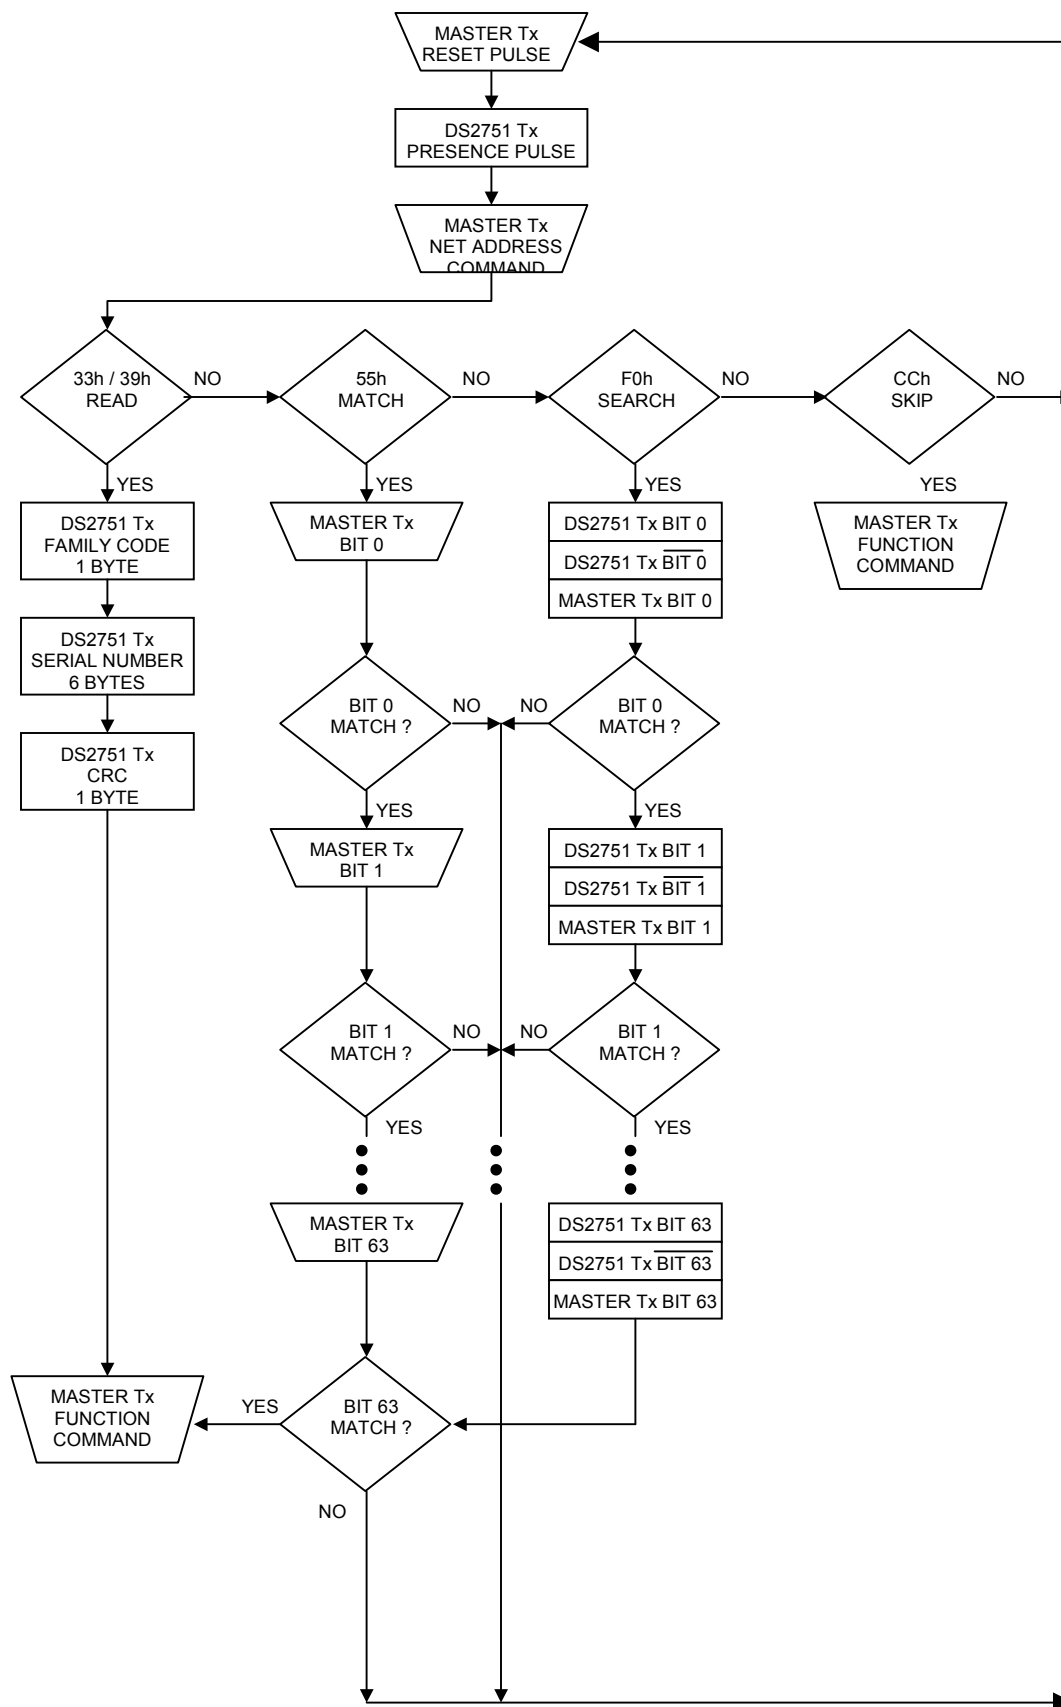 MASTER Tx
RESET PULSE
DS2751 Tx
PRESENCE PULSE
MASTER Tx
NET ADDRESS
COMMAND
33h / 39h
READ
NO
55h
MATCH
NO
F0h
SEARCH
NO
CCh
SKIP
NO
YES
YES
YES
YES
DS2751 Tx
FAMILY CODE
1 BYTE
DS2751 Tx
SERIAL NUMBER
6 BYTES
DS2751 Tx
CRC
1 BYTE
MASTER Tx
BIT 0
BIT 0
MATCH ?
NO
YES
MASTER Tx
BIT 1
BIT 1
MATCH ?
NO
YES
MASTER Tx
BIT 63
BIT 63
MATCH ?
YES
NO
MASTER Tx
FUNCTION
COMMAND
DS2751 Tx BIT 0
DS2751 Tx B̅I̅T̅ ̅0̅
MASTER Tx BIT 0
BIT 0
MATCH ?
NO
YES
DS2751 Tx BIT 1
DS2751 Tx B̅I̅T̅ ̅1̅
MASTER Tx BIT 1
BIT 1
MATCH ?
NO
YES
DS2751 Tx BIT 63
DS2751 Tx B̅I̅T̅ ̅6̅3̅
MASTER Tx BIT 63
MASTER Tx
FUNCTION
COMMAND